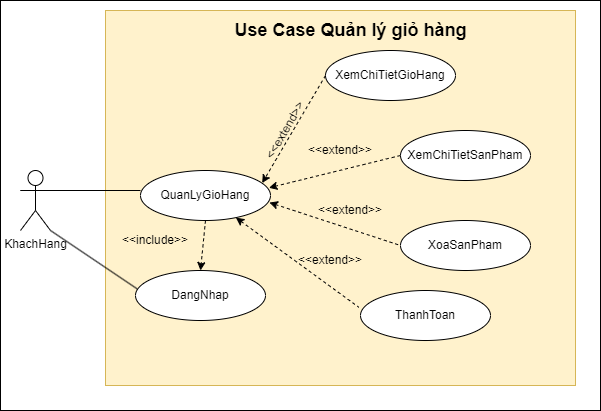 Use Case Quản lý giỏ hàng
XemChiTietGioHang
<<extend>>
<<extend>>
XemChiTietSanPham
QuanLyGioHang
<<extend>>
KhachHang
<<include>>
XoaSanPham
<<extend>>
DangNhap
ThanhToan